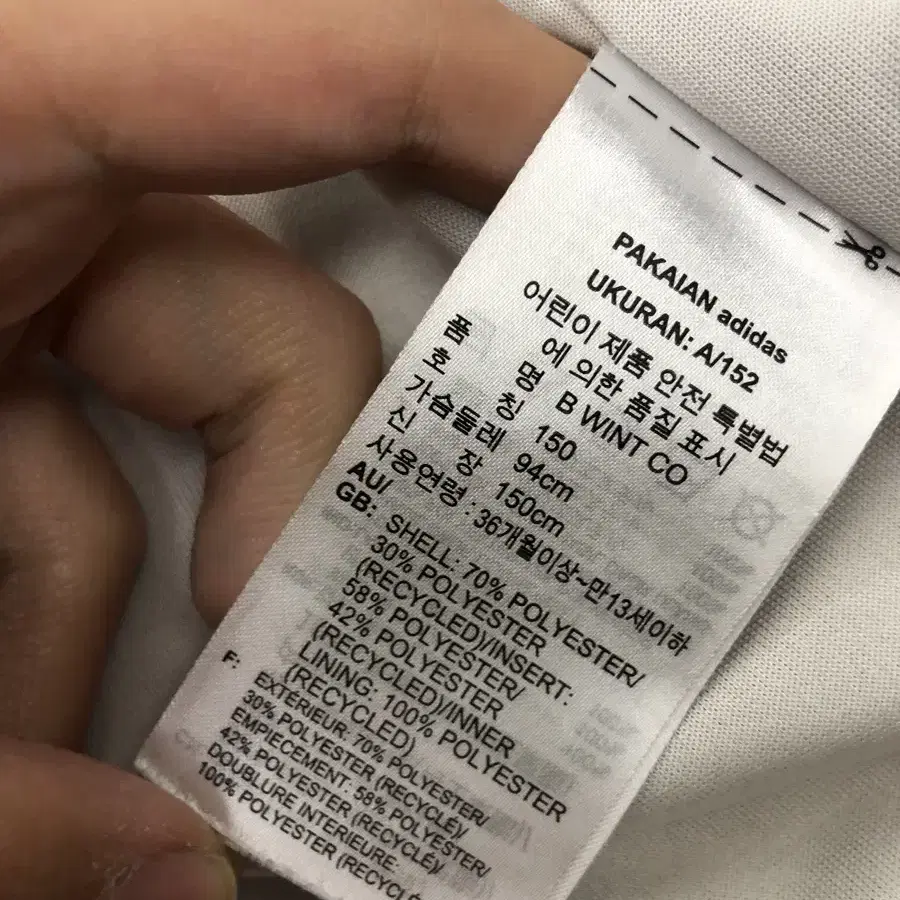 PAKAIAN adidas
UKURAN: A/152
어린이 제품 안전 특별법
에 의한 품질 표시
품 명 B WINT CO
호 칭 150
가슴둘레 94cm
신 장 150cm
사용연령 : 36개월이상~만13세이하
AU/
GB: SHELL: 70% POLYESTER/
30% POLYESTER
(RECYCLED)/INSERT:
58% POLYESTER/
42% POLYESTER
(RECYCLED)/INNER
LINING: 100% POLYESTER
(RECYCLED)
F: EXTÉRIEUR: 70% POLYESTER/
30% POLYESTER (RECYCLÉ)/
EMPIECEMENT: 58% POLYESTER/
42% POLYESTER (RECYCLÉ)/
DOUBLURE INTERIEURE:
100% POLYESTER (RECYCLÉ)